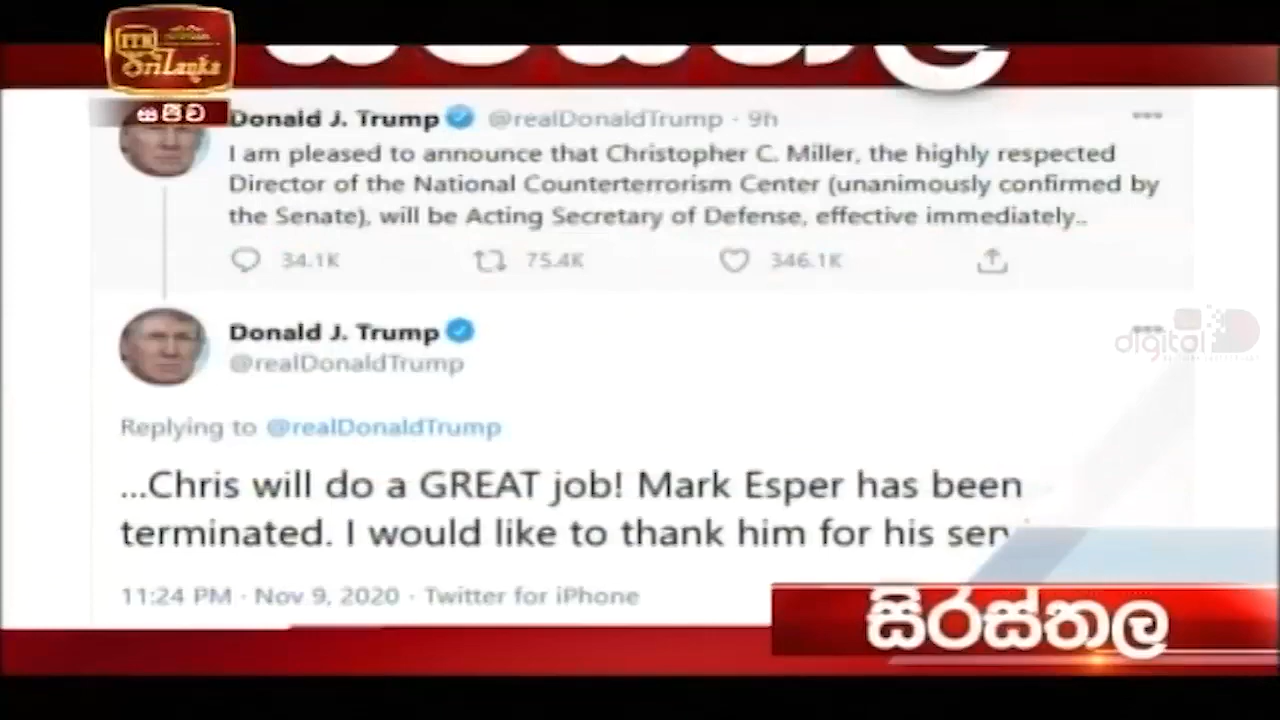 ITN
Sri Lanka
සජීව
Donald J. Trump @realDonaldTrump · 9h
I am pleased to announce that Christopher C. Miller, the highly respected
Director of the National Counterterrorism Center (unanimously confirmed by
the Senate), will be Acting Secretary of Defense, effective immediately..
34.1K 75.4K 346.1K
Donald J. Trump
@realDonaldTrump
digital
Replying to @realDonaldTrump
...Chris will do a GREAT job! Mark Esper has been
terminated. I would like to thank him for his ser
11:24 PM · Nov 9, 2020 · Twitter for iPhone
සිරස්තල